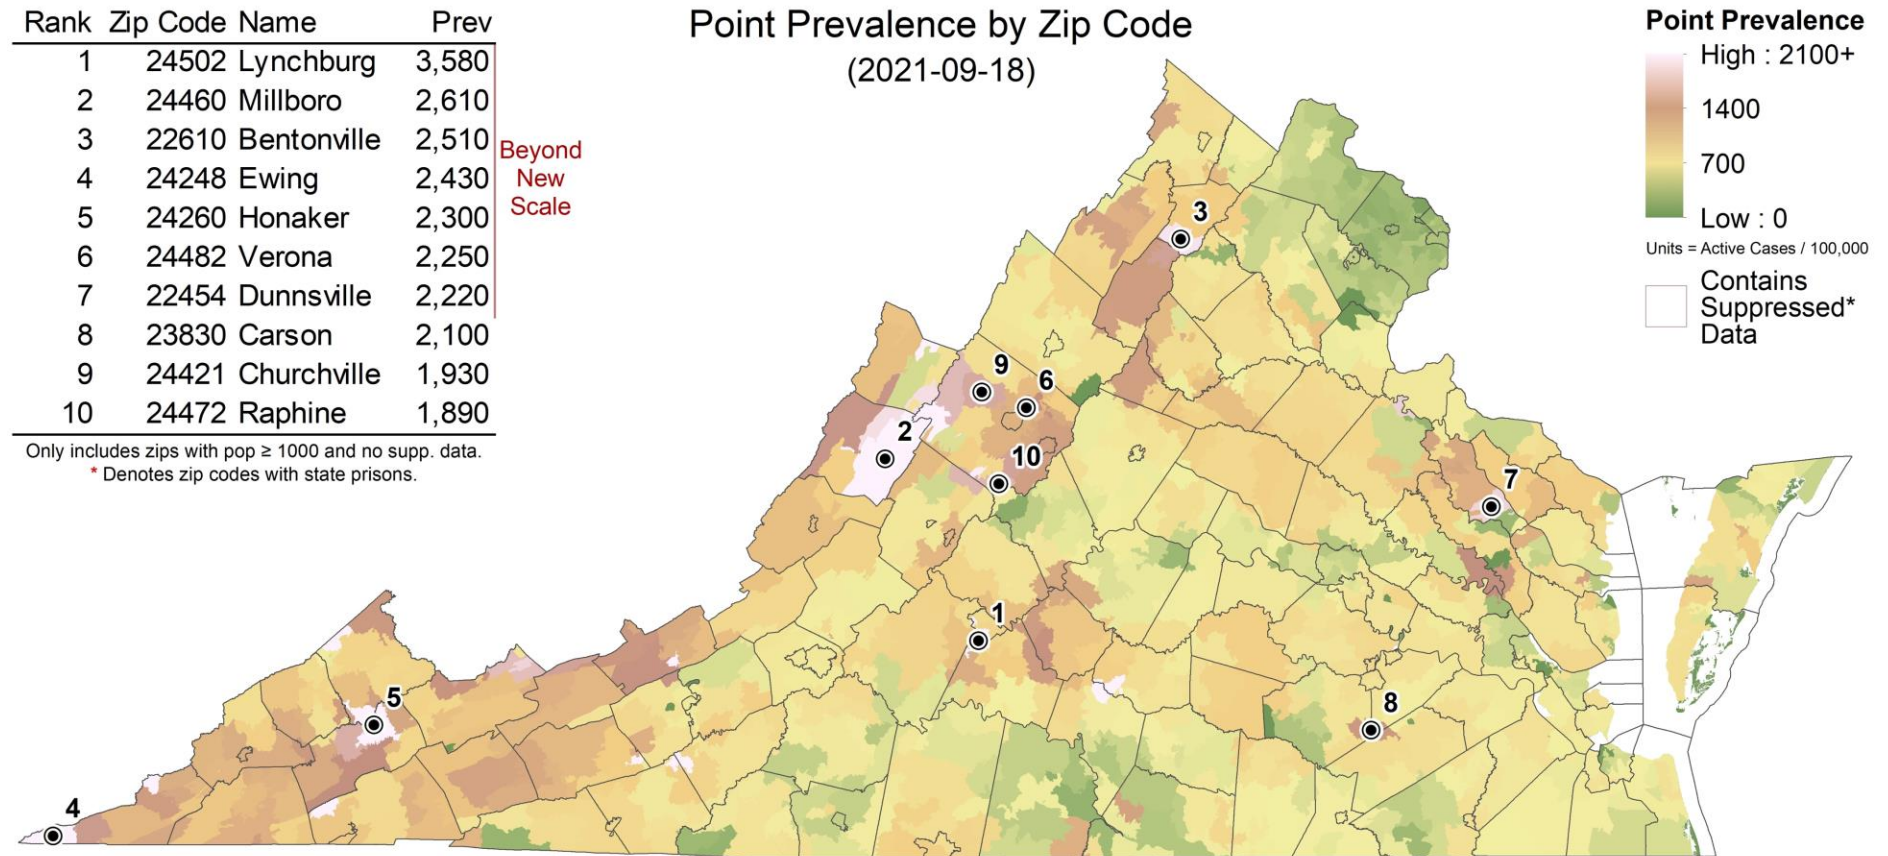 Point Prevalence by Zip Code
(2021-09-18)
Rank Zip Code Name Prev
1 24502 Lynchburg 3,580
2 24460 Millboro 2,610
3 22610 Bentonville 2,510
4 24248 Ewing 2,430
5 24260 Honaker 2,300
6 24482 Verona 2,250
7 22454 Dunnsville 2,220
8 23830 Carson 2,100
9 24421 Churchville 1,930
10 24472 Raphine 1,890
Beyond
New
Scale
Only includes zips with pop ≥ 1000 and no supp. data.
* Denotes zip codes with state prisons.
Point Prevalence
High : 2100+
1400
700
Low : 0
Units = Active Cases / 100,000
Contains
Suppressed*
Data
3
9
6
2
10
7
1
5
8
4